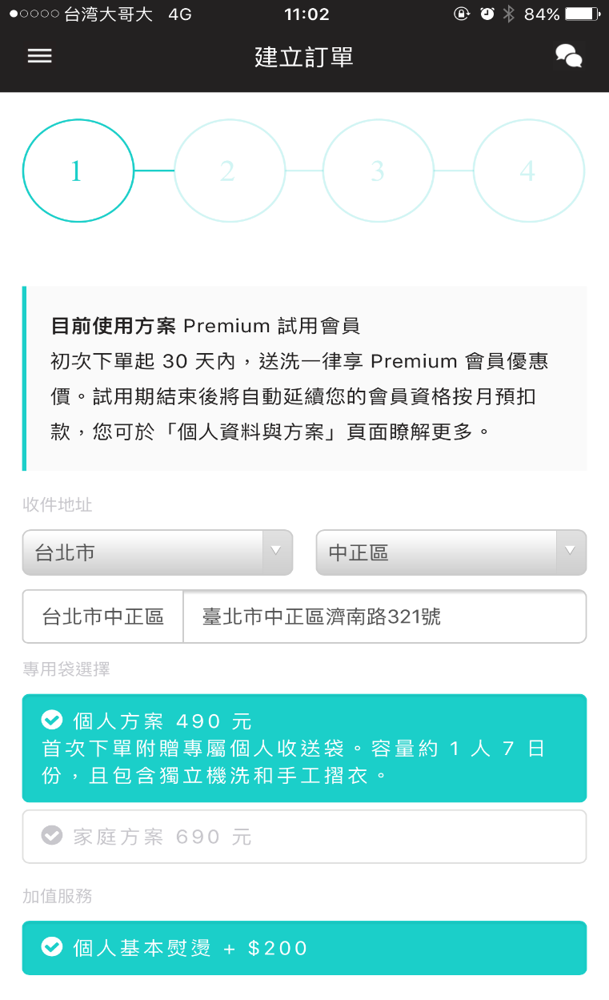 台湾大哥大 4G 11:02 84%
建立訂單
1 2 3 4
目前使用方案 Premium 試用會員
初次下單起 30 天內，送洗一律享 Premium 會員優惠
價。試用期結束後將自動延續您的會員資格按月預扣
款，您可於「個人資料與方案」頁面瞭解更多。
收件地址
台北市 中正區
台北市中正區 臺北市中正區濟南路321號
專用袋選擇
個人方案 490 元
首次下單附贈專屬個人收送袋。容量約 1 人 7 日
份，且包含獨立機洗和手工摺衣。
家庭方案 690 元
加值服務
個人基本熨燙 + $200